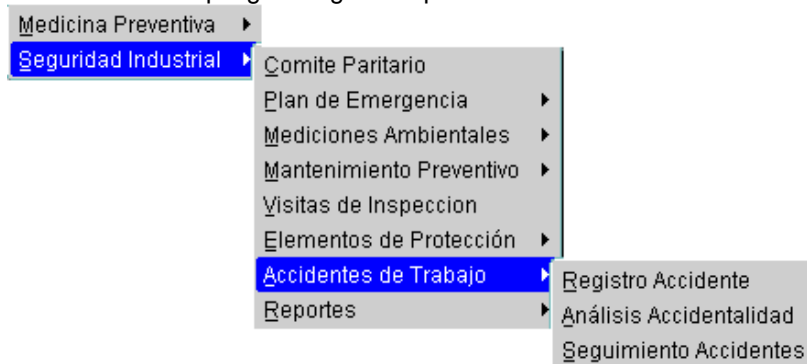 Medicina Preventiva
Seguridad Industrial
Comite Paritario
Plan de Emergencia
Mediciones Ambientales
Mantenimiento Preventivo
Visitas de Inspeccion
Elementos de Protección
Accidentes de Trabajo
Reportes
Registro Accidente
Análisis Accidentalidad
Seguimiento Accidentes